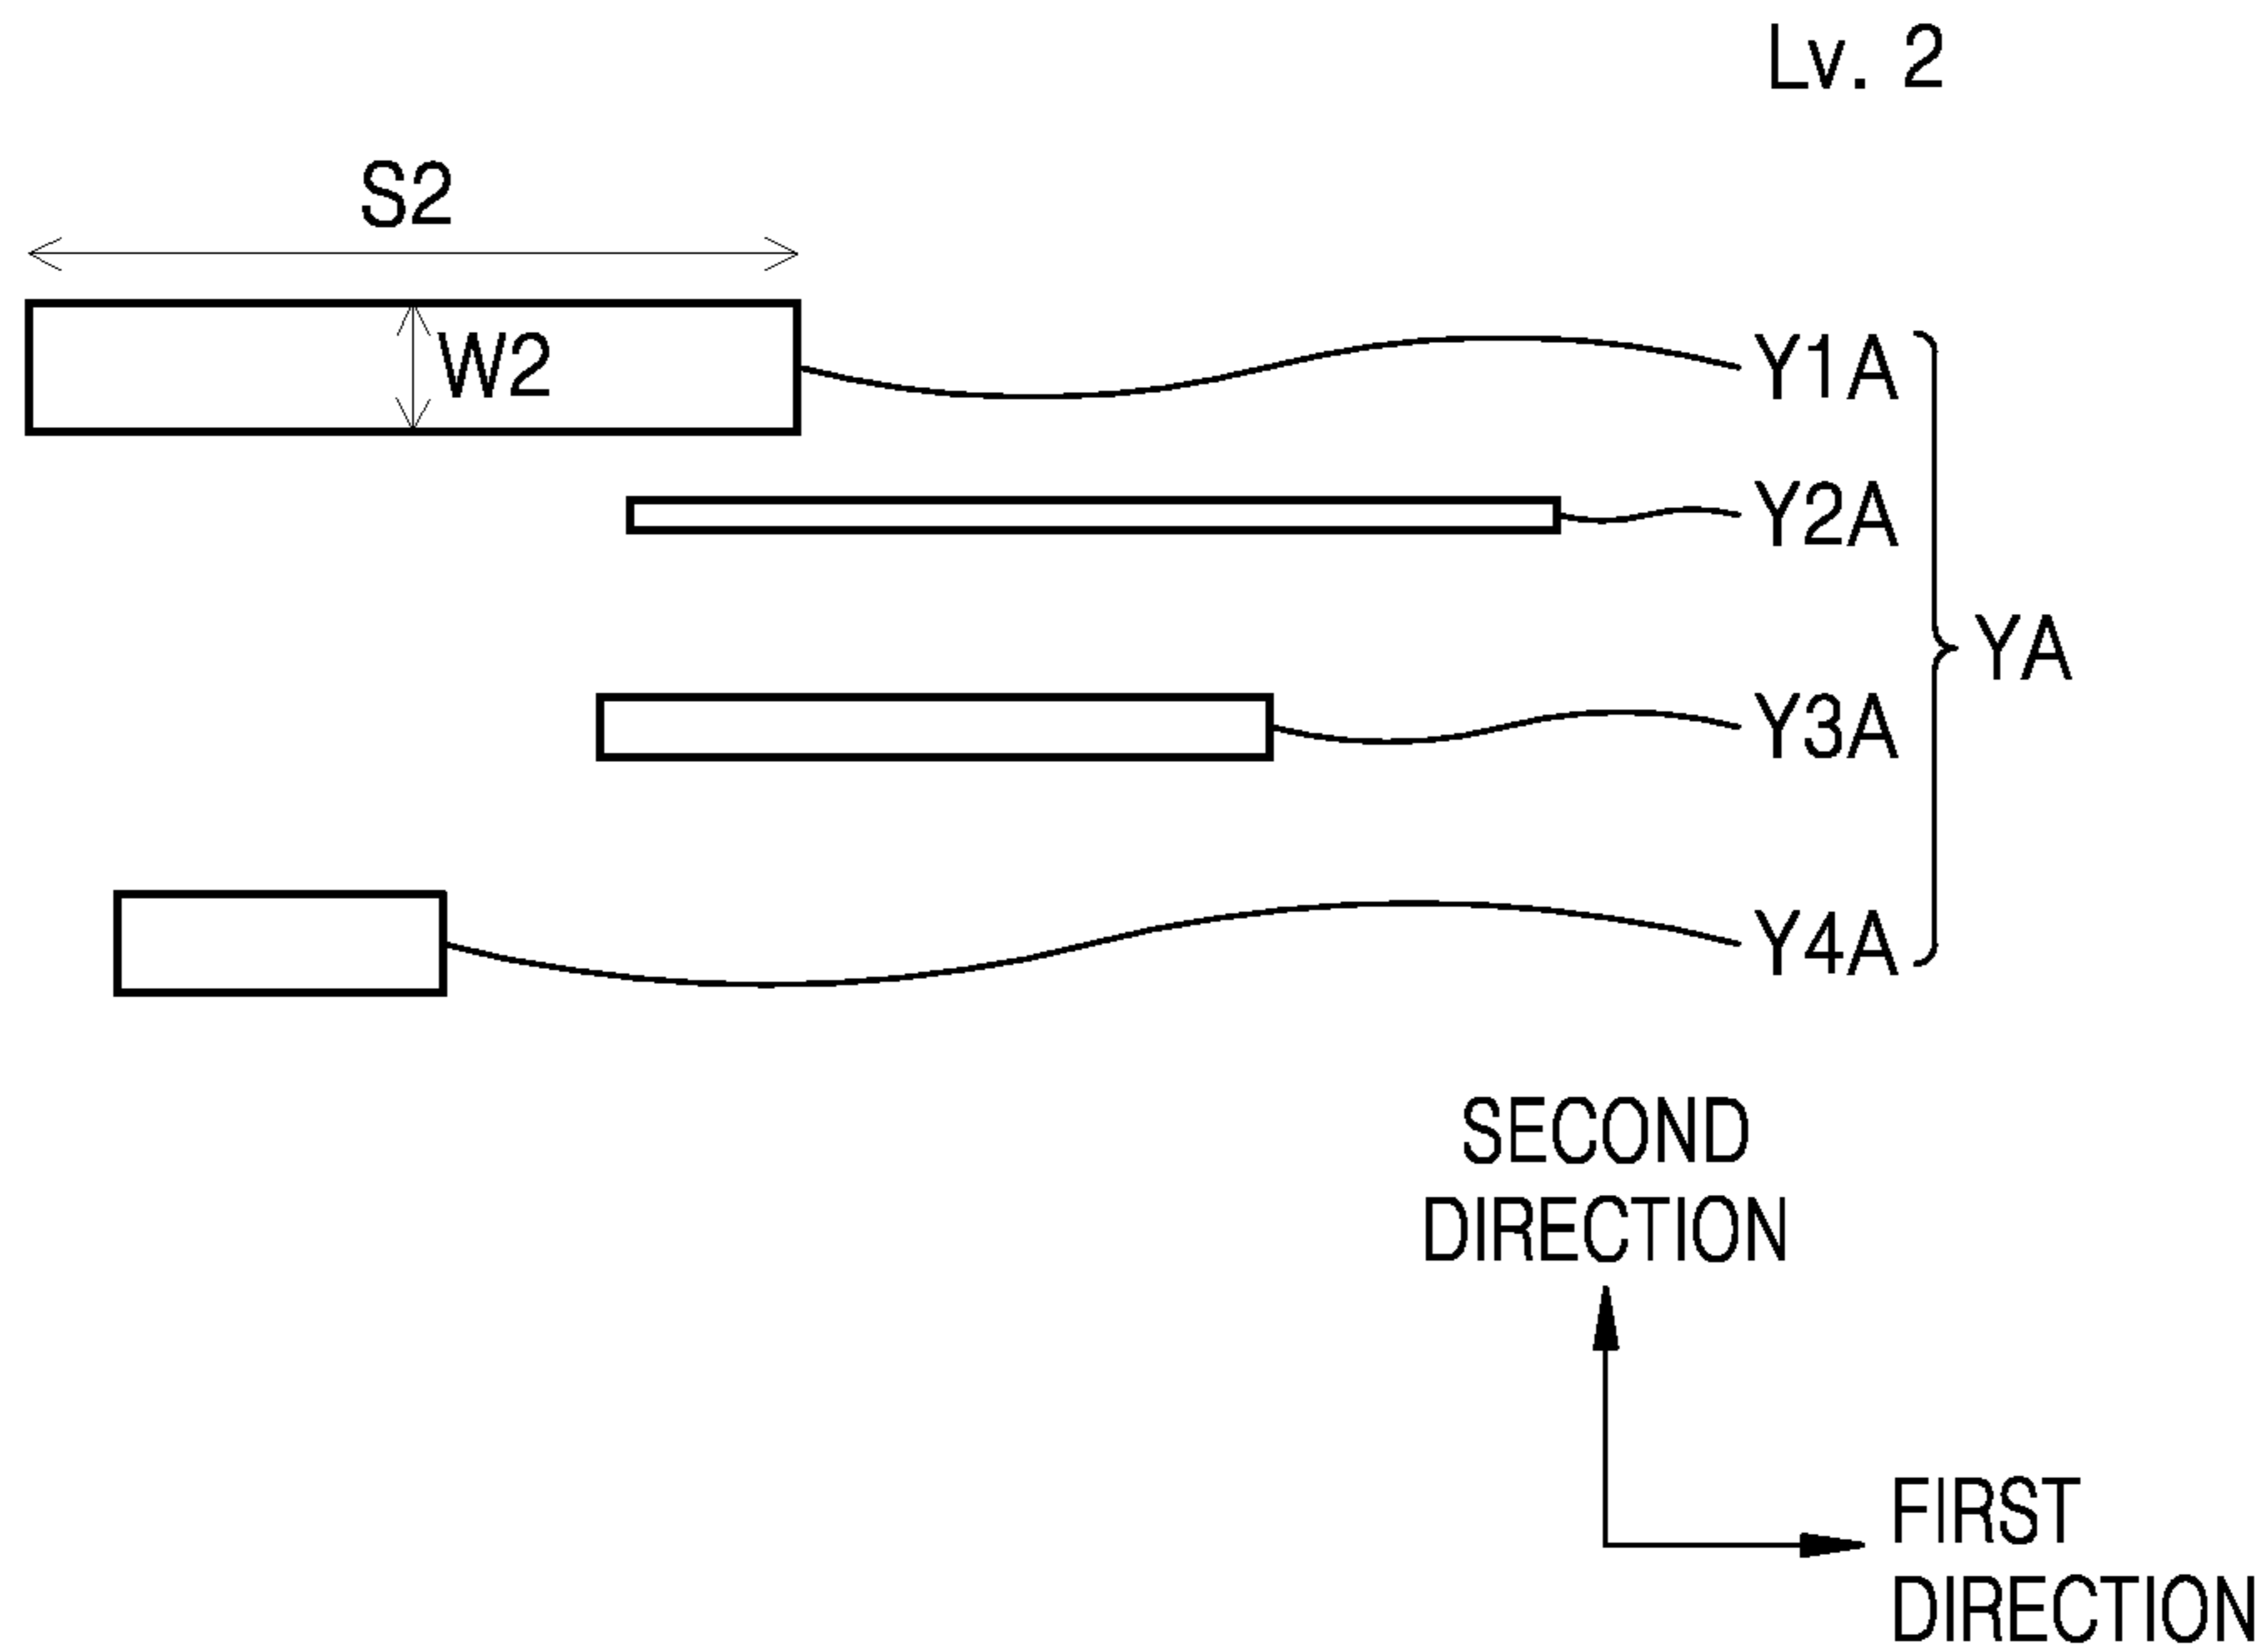 Lv. 2
S2
W2
Y1A
Y2A
YA
Y3A
Y4A
SECOND
DIRECTION
FIRST
DIRECTION